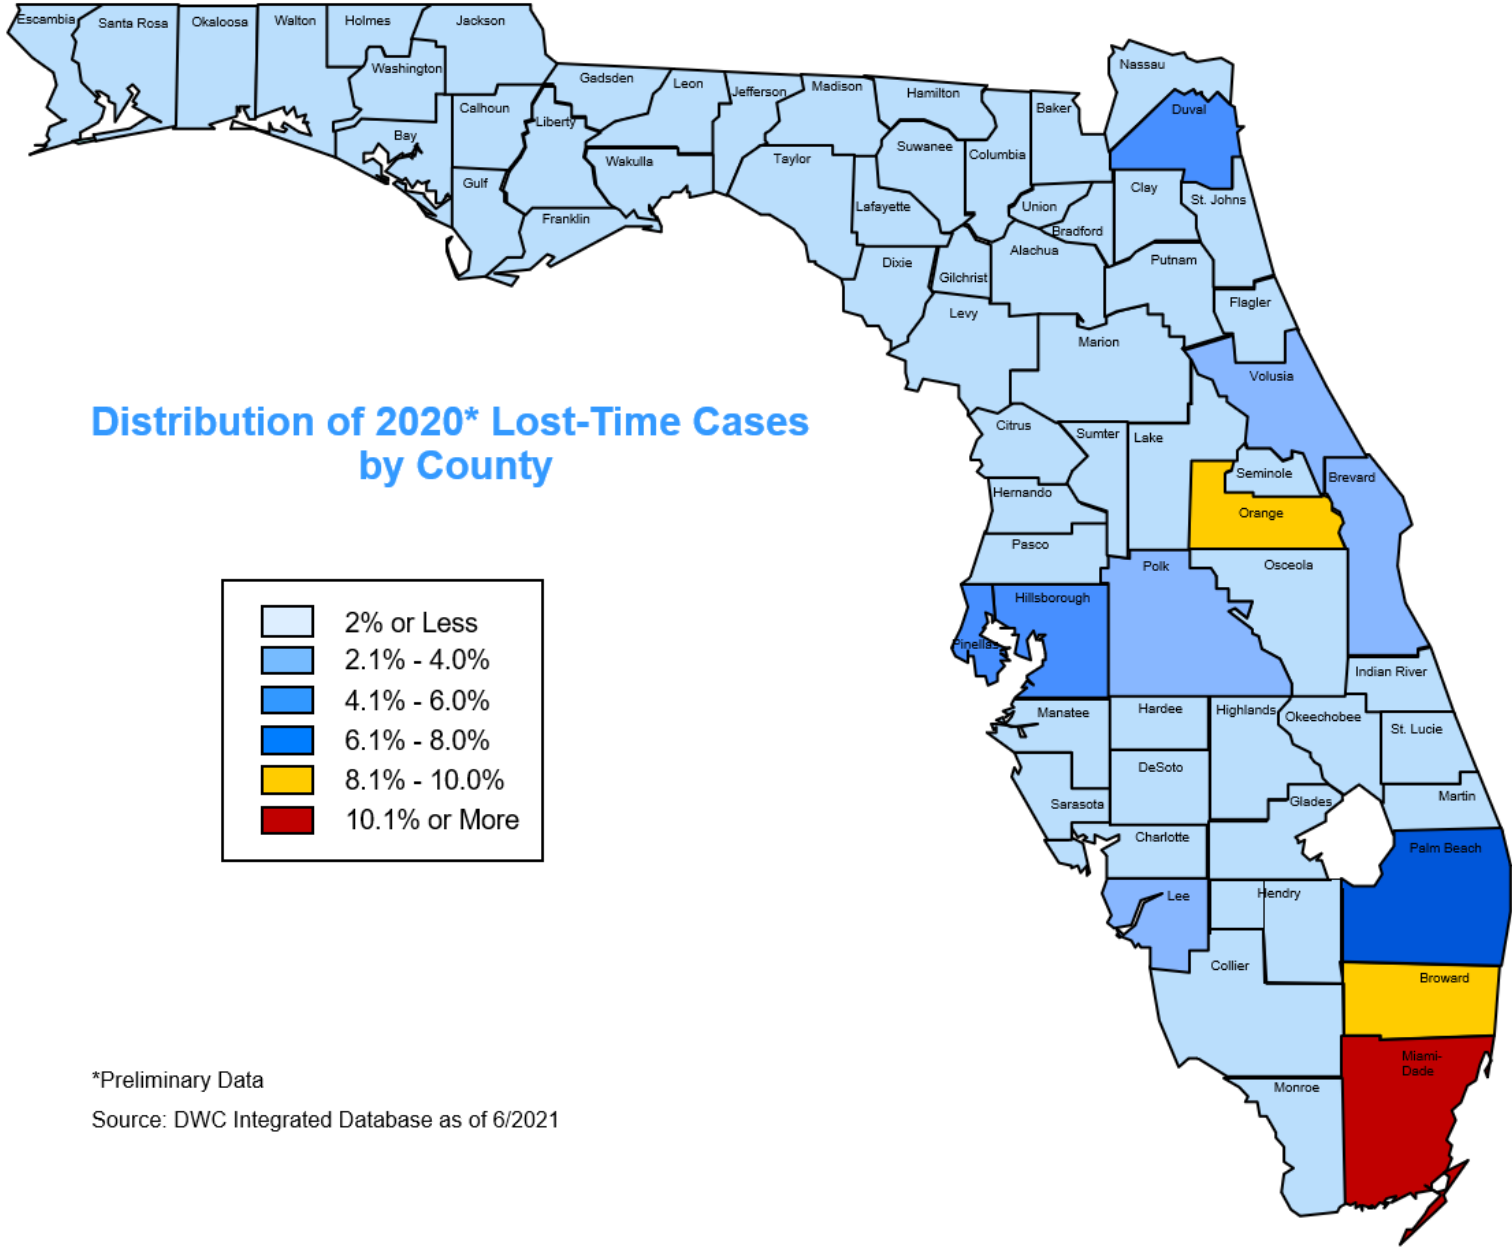 Escambia
Santa Rosa
Okaloosa
Walton
Holmes
Jackson
Washington
Gadsden
Leon
Jefferson
Madison
Hamilton
Baker
Nassau
Duval
Calhoun
Liberty
Bay
Gulf
Wakulla
Franklin
Taylor
Suwanee
Columbia
Lafayette
Union
Bradford
Clay
St. Johns
Dixie
Gilchrist
Alachua
Putnam
Levy
Marion
Flagler
Volusia
Distribution of 2020* Lost-Time Cases
by County
Citrus
Sumter
Lake
Seminole
Brevard
Hernando
Orange
Pasco
Polk
Osceola
Hillsborough
Pinellas
Indian River
Manatee
Hardee
Highlands
Okeechobee
St. Lucie
DeSoto
Sarasota
Glades
Martin
Charlotte
Palm Beach
Lee
Hendry
Collier
Broward
Miami-
Dade
Monroe
2% or Less
2.1% - 4.0%
4.1% - 6.0%
6.1% - 8.0%
8.1% - 10.0%
10.1% or More
*Preliminary Data
Source: DWC Integrated Database as of 6/2021